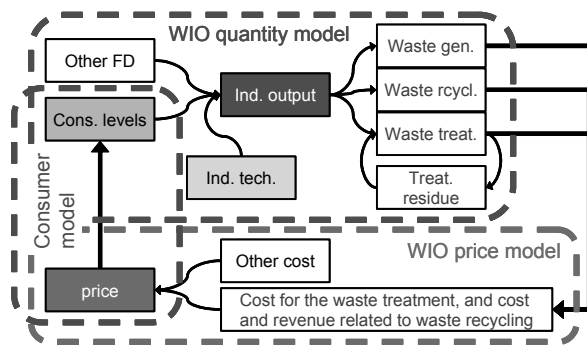 WIO quantity model
Other FD
Cons. levels
Ind. output
Ind. tech.
Waste gen.
Waste rcycl.
Waste treat.
Treat.
residue
Consumer
model
WIO price model
price
Other cost
Cost for the waste treatment, and cost
and revenue related to waste recycling